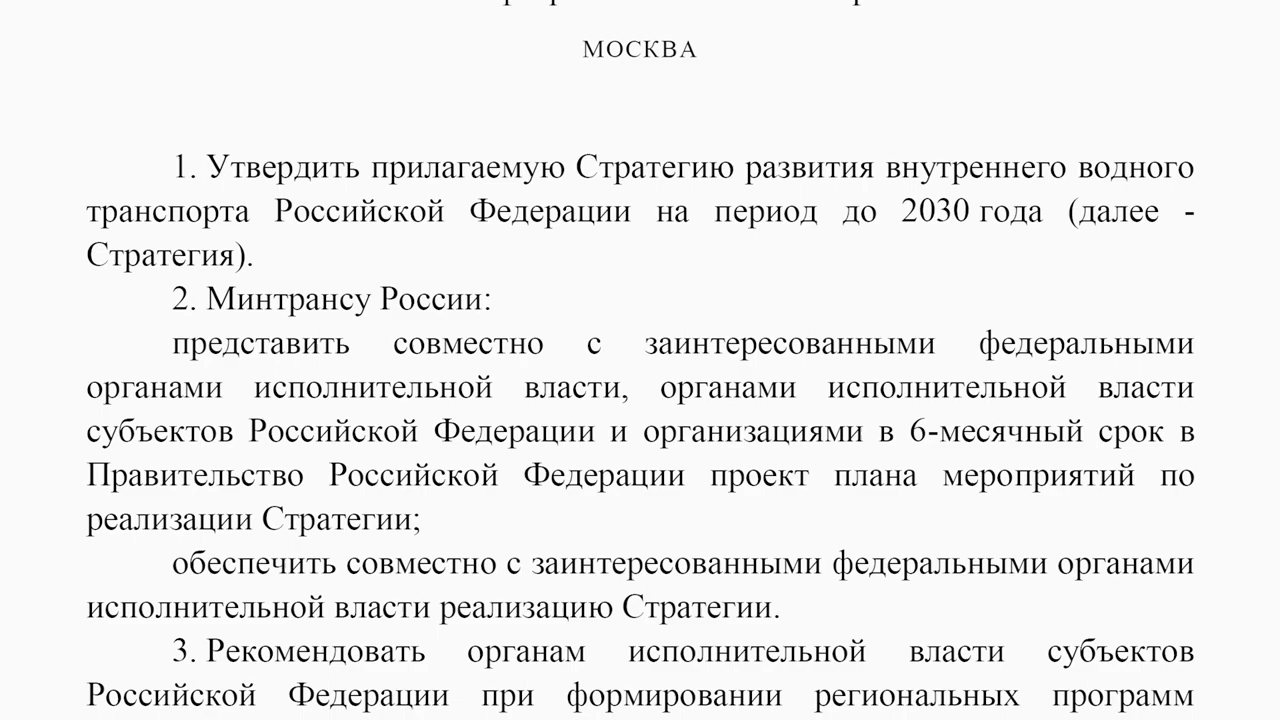 МОСКВА
1. Утвердить прилагаемую Стратегию развития внутреннего водного
транспорта Российской Федерации на период до 2030 года (далее -
Стратегия).
2. Минтрансу России:
представить совместно с заинтересованными федеральными
органами исполнительной власти, органами исполнительной власти
субъектов Российской Федерации и организациями в 6-месячный срок в
Правительство Российской Федерации проект плана мероприятий по
реализации Стратегии;
обеспечить совместно с заинтересованными федеральными органами
исполнительной власти реализацию Стратегии.
3. Рекомендовать органам исполнительной власти субъектов
Российской Федерации при формировании региональных программ